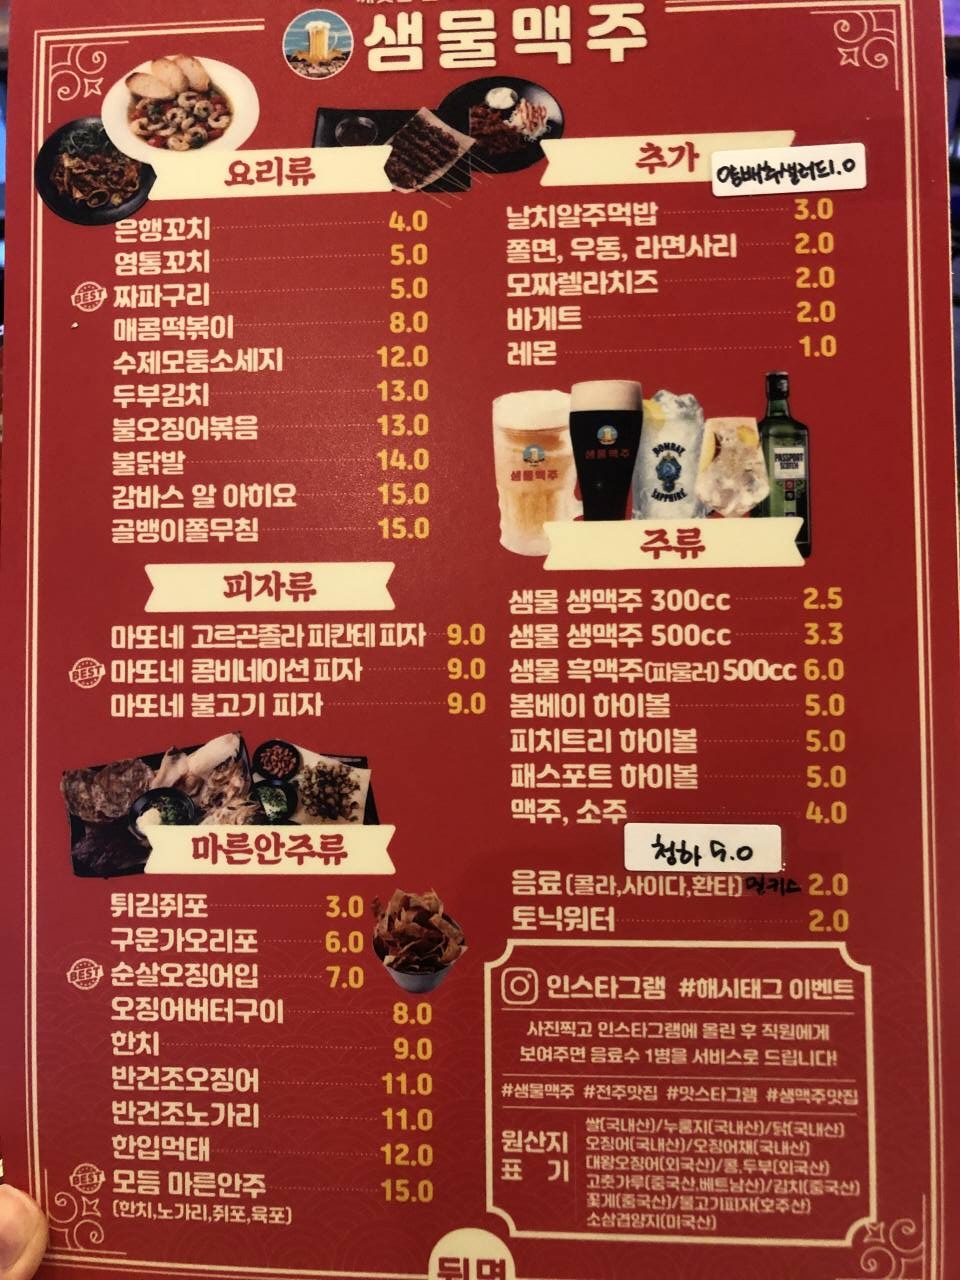 샘물맥주
요리류
은행꼬치 4.0
염통꼬치 5.0
BEST 짜파구리 5.0
매콤떡볶이 8.0
수제모둠소세지 12.0
두부김치 13.0
불오징어볶음 13.0
불닭발 14.0
감바스 알 아히요 15.0
골뱅이쫄무침 15.0
피자류
마또네 고르곤졸라 피칸테 피자 9.0
BEST 마또네 콤비네이션 피자 9.0
마또네 불고기 피자 9.0
마른안주류
튀김쥐포 3.0
구운가오리포 6.0
BEST 순살오징어입 7.0
오징어버터구이 8.0
한치 9.0
반건조오징어 11.0
반건조노가리 11.0
한입먹태 12.0
BEST 모듬 마른안주 15.0
(한치,노가리,쥐포,육포)
추가
양배추샐러드1.0
날치알주먹밥 3.0
쫄면, 우동, 라면사리 2.0
모짜렐라치즈 2.0
바게트 2.0
레몬 1.0
샘물맥주
샘물맥주
BOMBAY
SAPPHIRE
PASSPORT
SCOTCH
주류
샘물 생맥주 300cc 2.5
샘물 생맥주 500cc 3.3
샘물 흑맥주(파울러) 500cc 6.0
봄베이 하이볼 5.0
피치트리 하이볼 5.0
패스포트 하이볼 5.0
맥주, 소주 4.0
청하 5.0
음료 (콜라,사이다,환타) 밀키스 2.0
토닉워터 2.0
인스타그램 #해시태그 이벤트
사진찍고 인스타그램에 올린 후 직원에게
보여주면 음료수 1병을 서비스로 드립니다!
#샘물맥주 #전주맛집 #맛스타그램 #생맥주맛집
원산지
표 기
쌀(국내산)/누룽지(국내산)/닭(국내산)
오징어(국내산)/오징어채(국내산)
대왕오징어(외국산)/콩,두부(외국산)
고춧가루(중국산,베트남산)/김치(중국산)
꽃게(중국산)/불고기피자(호주산)
소삼겹양지(미국산)
뒷면